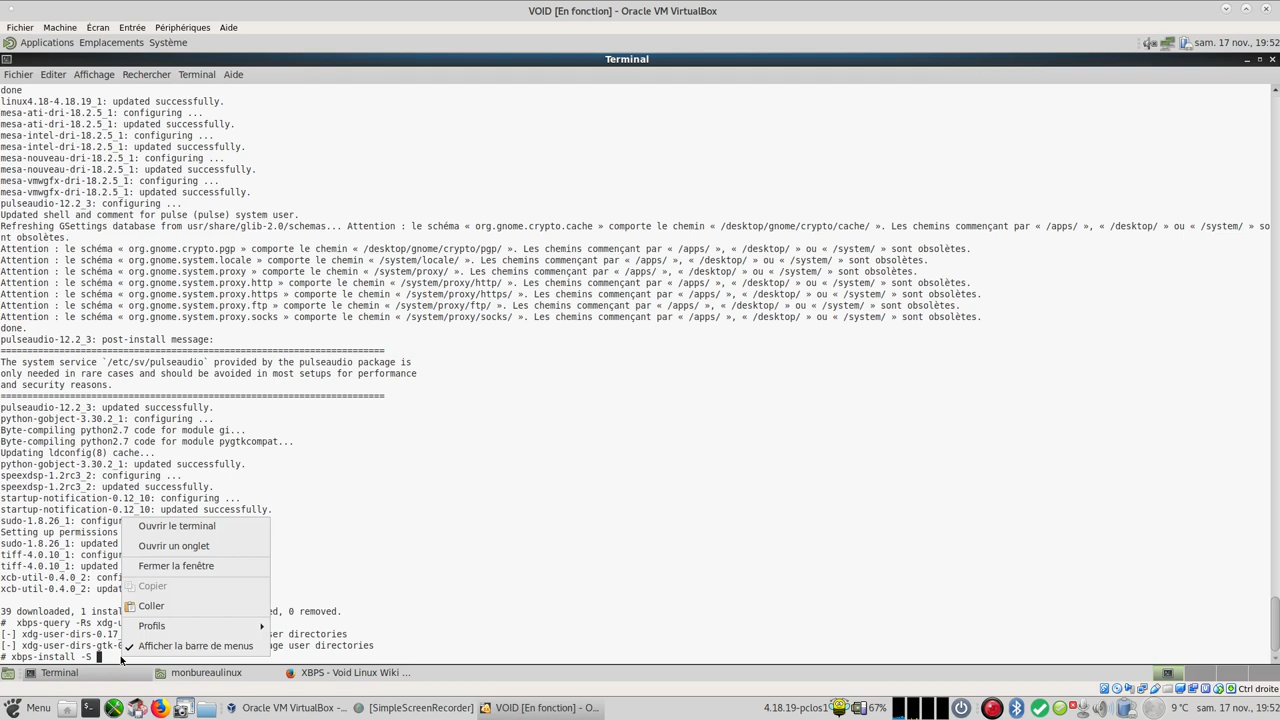 VOID [En fonction] - Oracle VM VirtualBox
Fichier Machine Écran Entrée Périphériques Aide
Applications Emplacements Système sam. 17 nov., 19:52
Terminal
Fichier Editer Affichage Rechercher Terminal Aide
done
linux4.18-4.18.19_1: updated successfully.
mesa-ati-dri-18.2.5_1: configuring ...
mesa-ati-dri-18.2.5_1: updated successfully.
mesa-intel-dri-18.2.5_1: configuring ...
mesa-intel-dri-18.2.5_1: updated successfully.
mesa-nouveau-dri-18.2.5_1: configuring ...
mesa-nouveau-dri-18.2.5_1: updated successfully.
mesa-vmwgfx-dri-18.2.5_1: configuring ...
mesa-vmwgfx-dri-18.2.5_1: updated successfully.
pulseaudio-12.2_3: configuring ...
Updated shell and comment for pulse (pulse) system user.
Refreshing GSettings database from usr/share/glib-2.0/schemas... Attention : le schéma « org.gnome.crypto.cache » comporte le chemin « /desktop/gnome/crypto/cache/ ». Les chemins commençant par « /apps/ », « /desktop/ » ou « /system/ » so
nt obsolètes.
Attention : le schéma « org.gnome.crypto.pgp » comporte le chemin « /desktop/gnome/crypto/pgp/ ». Les chemins commençant par « /apps/ », « /desktop/ » ou « /system/ » sont obsolètes.
Attention : le schéma « org.gnome.system.locale » comporte le chemin « /system/locale/ ». Les chemins commençant par « /apps/ », « /desktop/ » ou « /system/ » sont obsolètes.
Attention : le schéma « org.gnome.system.proxy » comporte le chemin « /system/proxy/ ». Les chemins commençant par « /apps/ », « /desktop/ » ou « /system/ » sont obsolètes.
Attention : le schéma « org.gnome.system.proxy.http » comporte le chemin « /system/proxy/http/ ». Les chemins commençant par « /apps/ », « /desktop/ » ou « /system/ » sont obsolètes.
Attention : le schéma « org.gnome.system.proxy.https » comporte le chemin « /system/proxy/https/ ». Les chemins commençant par « /apps/ », « /desktop/ » ou « /system/ » sont obsolètes.
Attention : le schéma « org.gnome.system.proxy.ftp » comporte le chemin « /system/proxy/ftp/ ». Les chemins commençant par « /apps/ », « /desktop/ » ou « /system/ » sont obsolètes.
Attention : le schéma « org.gnome.system.proxy.socks » comporte le chemin « /system/proxy/socks/ ». Les chemins commençant par « /apps/ », « /desktop/ » ou « /system/ » sont obsolètes.
done.
pulseaudio-12.2_3: post-install message:
========================================================================
The system service `/etc/sv/pulseaudio` provided by the pulseaudio package is
only needed in rare cases and should be avoided in most setups for performance
and security reasons.
========================================================================
pulseaudio-12.2_3: updated successfully.
python-gobject-3.30.2_1: configuring ...
Byte-compiling python2.7 code for module gi...
Byte-compiling python2.7 code for module pygtkcompat...
Updating ldconfig(8) cache...
python-gobject-3.30.2_1: updated successfully.
speexdsp-1.2rc3_2: configuring ...
speexdsp-1.2rc3_2: updated successfully.
startup-notification-0.12_10: configuring ...
startup-notification-0.12_10: updated successfully.
sudo-1.8.26_1: configur
Setting up permissions
sudo-1.8.26_1: updated
tiff-4.0.10_1: configur
tiff-4.0.10_1: updated
xcb-util-0.4.0_2: confi
xcb-util-0.4.0_2: updat
39 downloaded, 1 instal d, 0 removed.
# xbps-query -Rs xdg-u
[-] xdg-user-dirs-0.17_ ser directories
[-] xdg-user-dirs-gtk-0 age user directories
# xbps-install -S
Ouvrir le terminal
Ouvrir un onglet
Fermer la fenêtre
Copier
Coller
Profils
Afficher la barre de menus
Terminal monbureaulinux XBPS - Void Linux Wiki ...
Ctrl droite
Menu Oracle VM VirtualBox -... [SimpleScreenRecorder] VOID [En fonction] - O... 4.18.19-pclos1 67% 9 °C sam. 17 nov., 19:52